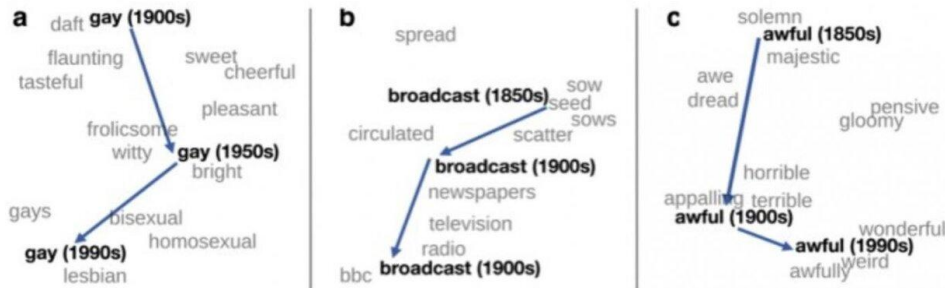 a
daft gay (1900s)
flaunting
sweet
tasteful
cheerful
pleasant
frolicsome
witty
gay (1950s)
bright
gays
bisexual
homosexual
gay (1990s)
lesbian
b
spread
broadcast (1850s)
sow
seed
sows
circulated
scatter
broadcast (1900s)
newspapers
television
radio
bbc
broadcast (1900s)
c
solemn
awful (1850s)
majestic
awe
dread
pensive
gloomy
horrible
appalling terrible
awful (1900s)
wonderful
awful (1990s)
awfully weird